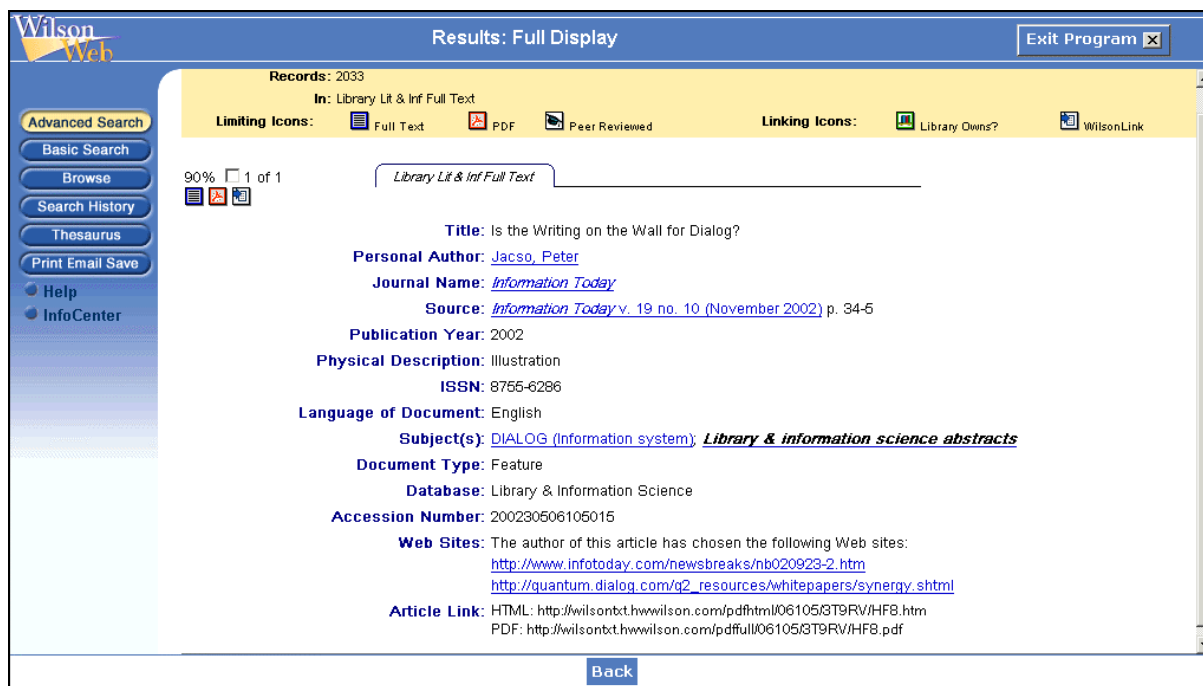 Wilson
Web
Results: Full Display
Exit Program
Records: 2033
In: Library Lit & Inf Full Text
Limiting Icons: Full Text PDF Peer Reviewed Linking Icons: Library Owns? WilsonLink
Advanced Search
Basic Search
Browse
Search History
Thesaurus
Print Email Save
Help
InfoCenter
90% 1 of 1 Library Lit & Inf Full Text
Title: Is the Writing on the Wall for Dialog?
Personal Author: Jacso, Peter
Journal Name: Information Today
Source: Information Today v. 19 no. 10 (November 2002) p. 34-5
Publication Year: 2002
Physical Description: Illustration
ISSN: 8755-6286
Language of Document: English
Subject(s): DIALOG (Information system); Library & information science abstracts
Document Type: Feature
Database: Library & Information Science
Accession Number: 200230506105015
Web Sites: The author of this article has chosen the following Web sites:
http://www.infotoday.com/newsbreaks/nb020923-2.htm
http://quantum.dialog.com/q2_resources/whitepapers/synergy.shtml
Article Link: HTML: http://wilsontxt.hwwilson.com/pdfhtml/06105/3T9RV/HF8.htm
PDF: http://wilsontxt.hwwilson.com/pdffull/06105/3T9RV/HF8.pdf
Back